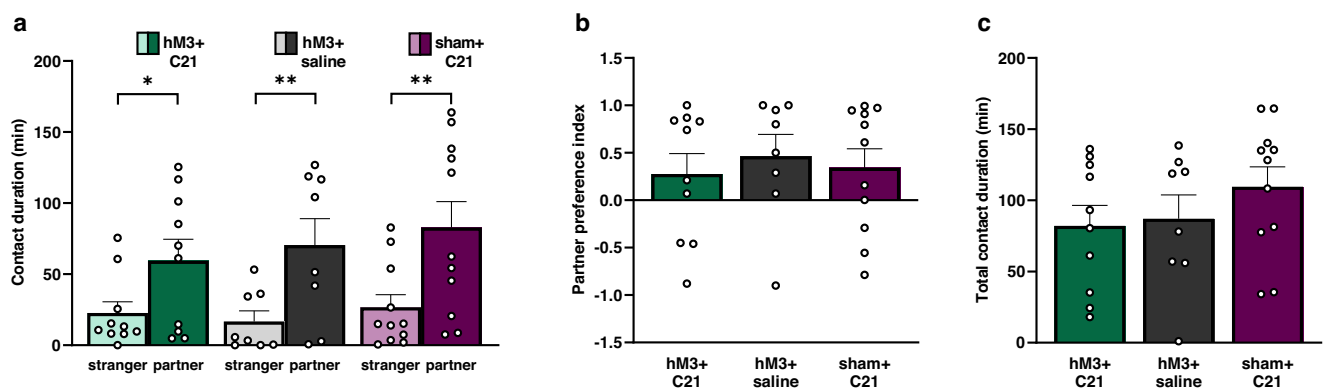 a
hM3+
C21
hM3+
saline
sham+
C21
Contact duration (min)
200
150
100
50
0
*
**
**
stranger partner
stranger partner
stranger partner
b
Partner preference index
1.5
1.0
0.5
0.0
-0.5
-1.0
-1.5
hM3+
C21
hM3+
saline
sham+
C21
c
Total contact duration (min)
200
150
100
50
0
hM3+
C21
hM3+
saline
sham+
C21